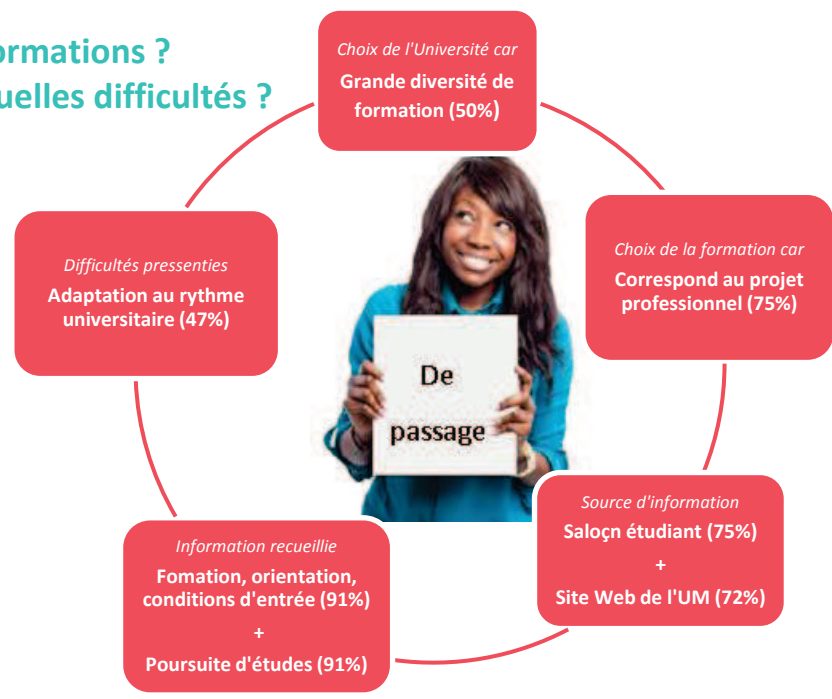 ormations ?
uelles difficultés ?
Choix de l'Université car
Grande diversité de
formation (50%)
Choix de la formation car
Correspond au projet
professionnel (75%)
Source d'information
Saloçn étudiant (75%)
+
Site Web de l'UM (72%)
Information recueillie
Fomation, orientation,
conditions d'entrée (91%)
+
Poursuite d'études (91%)
Difficultés pressenties
Adaptation au rythme
universitaire (47%)
De
passage